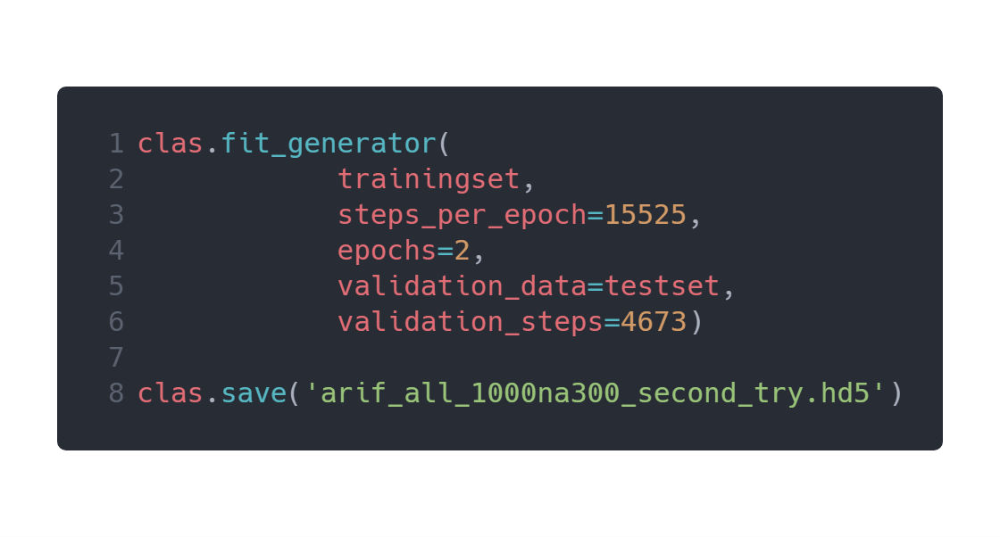 1 clas.fit_generator(
2             trainingset,
3             steps_per_epoch=15525,
4             epochs=2,
5             validation_data=testset,
6             validation_steps=4673)
7
8 clas.save('arif_all_1000na300_second_try.hd5')